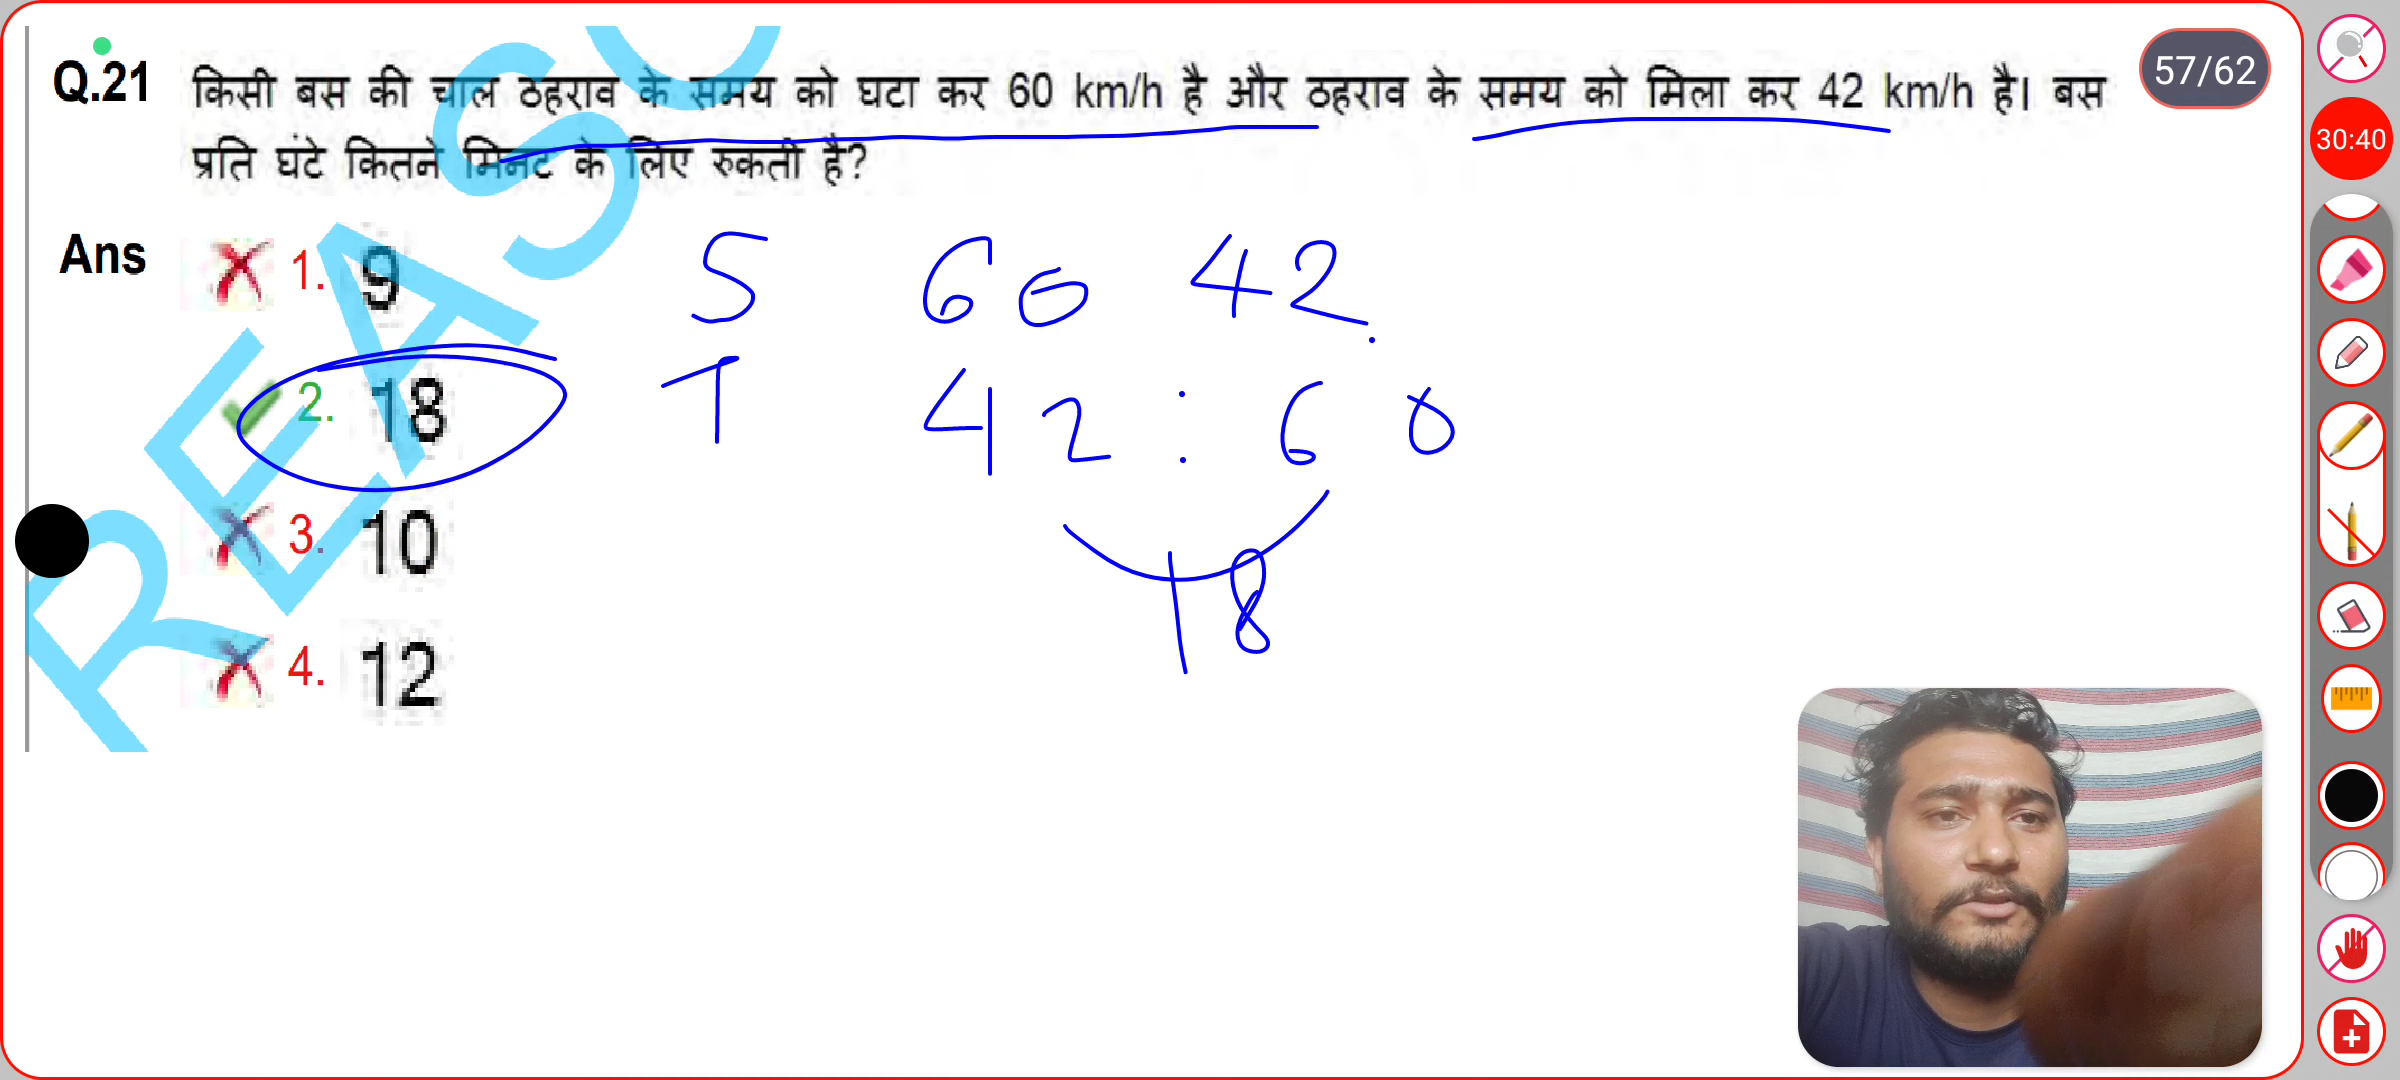 Q.21 किसी बस की चाल ठहराव के समय को घटा कर 60 km/h है और ठहराव के समय को मिला कर 42 km/h है। बस
57/62
30:40
प्रति घंटे कितने मिनट के लिए रुकती है?
Ans 1. 9
2. 18
3. 10
4. 12
S 60 42.
T 42 : 60
18
REASO